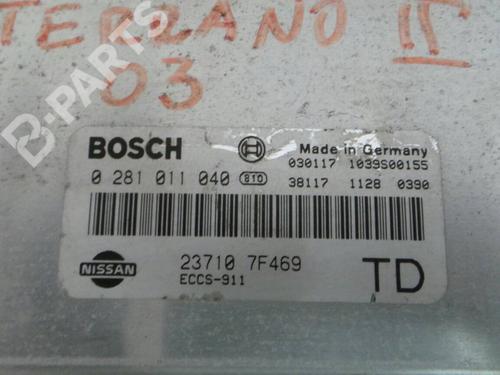 TERRANO II
03
B-PARTS
BOSCH
Made in Germany
030117 1039S00155
0 281 011 040 810
38117 1128 0390
NISSAN
23710 7F469
ECCS-911
TD